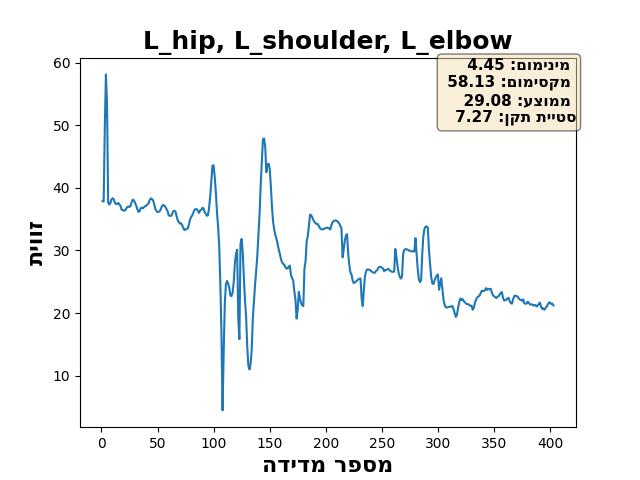 L_hip, L_shoulder, L_elbow
מינימום: 4.45
מקסימום: 58.13
ממוצע: 29.08
סטיית תקן: 7.27
60
50
40
30
20
10
זווית
0 50 100 150 200 250 300 350 400
מספר מדידה